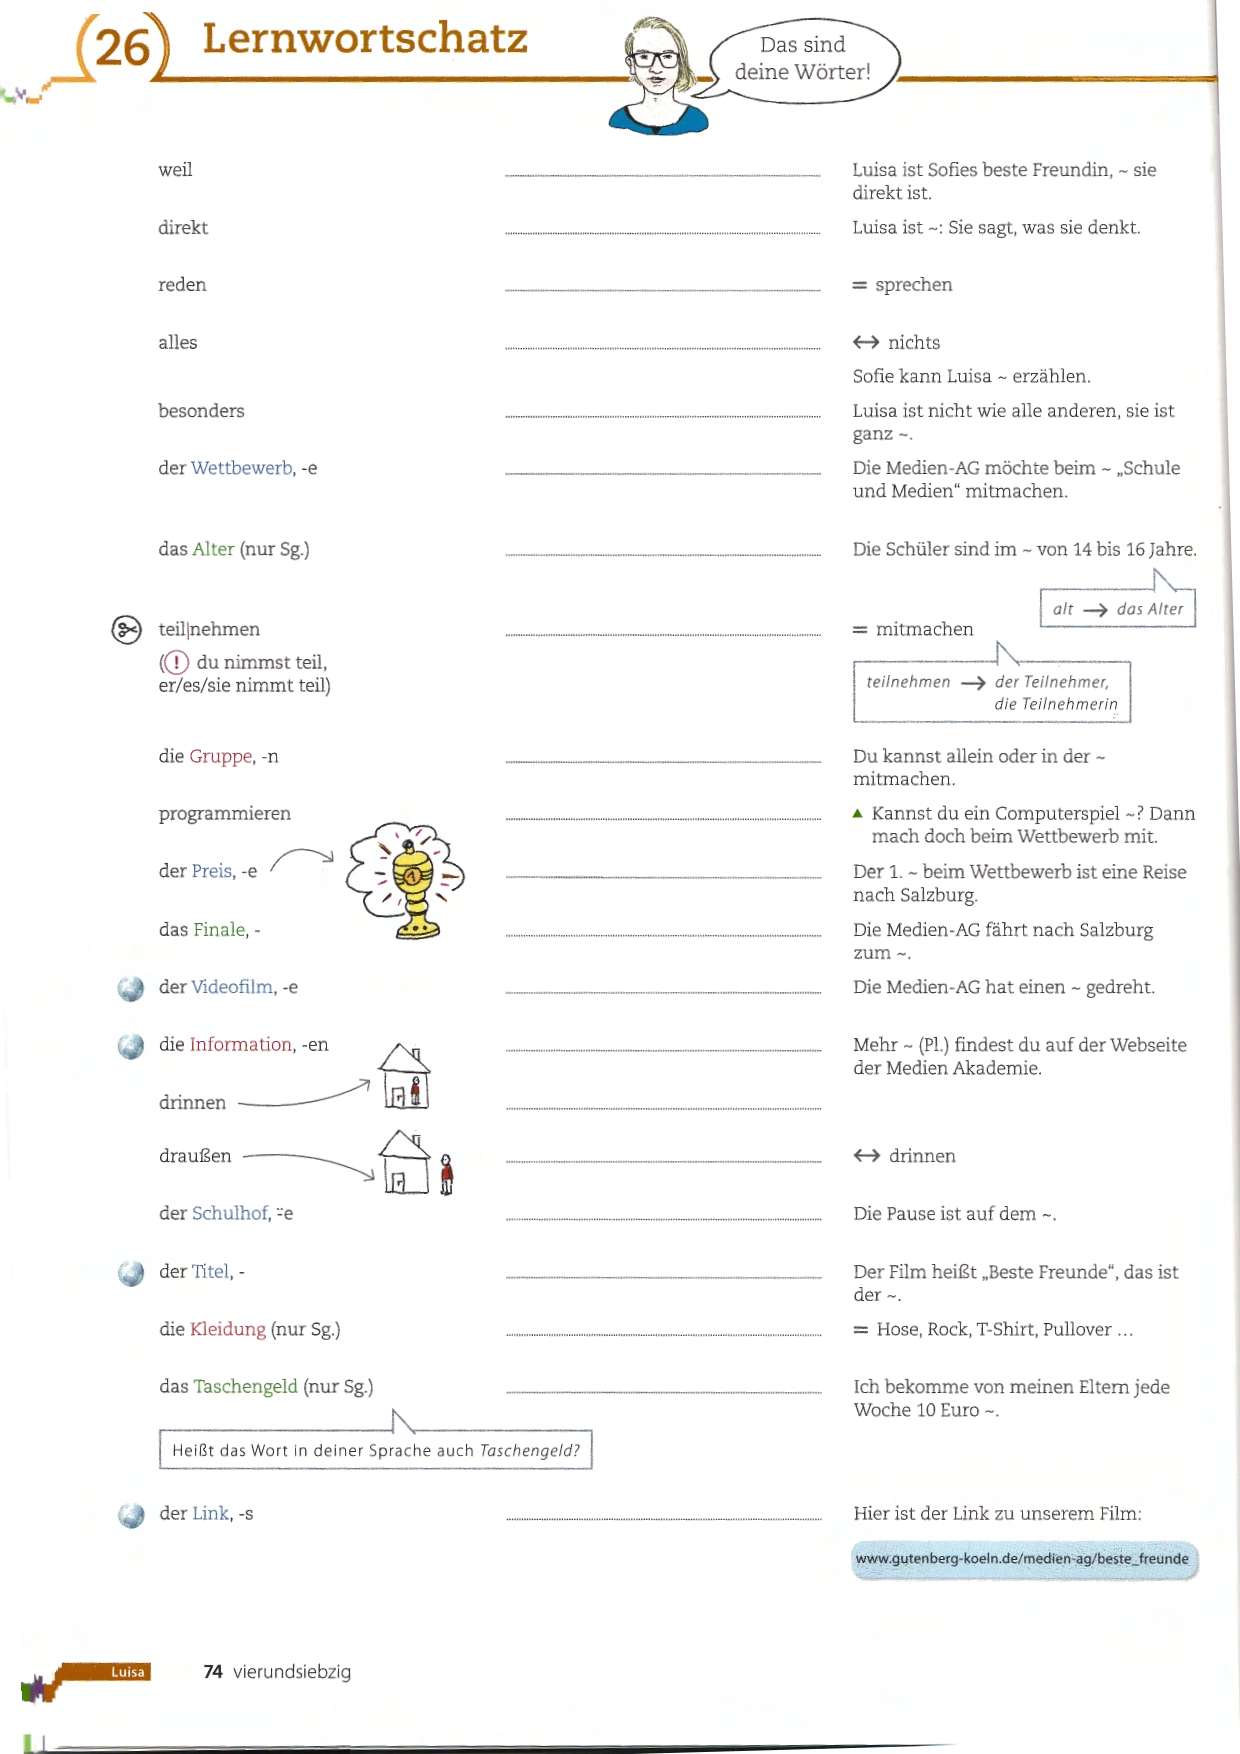 26 Lernwortschatz
Das sind
deine Wörter!
weil
Luisa ist Sofies beste Freundin, ~ sie
direkt ist.
direkt
Luisa ist ~: Sie sagt, was sie denkt.
reden
= sprechen
alles
↔ nichts
Sofie kann Luisa ~ erzählen.
besonders
Luisa ist nicht wie alle anderen, sie ist
ganz ~.
der Wettbewerb, -e
Die Medien-AG möchte beim ~ „Schule
und Medien“ mitmachen.
das Alter (nur Sg.)
Die Schüler sind im ~ von 14 bis 16 Jahre.
alt → das Alter
teil|nehmen
(! du nimmst teil,
er/es/sie nimmt teil)
= mitmachen
teilnehmen → der Teilnehmer,
die Teilnehmerin
die Gruppe, -n
Du kannst allein oder in der ~
mitmachen.
programmieren
▲ Kannst du ein Computerspiel ~? Dann
mach doch beim Wettbewerb mit.
der Preis, -e
1
Der 1. ~ beim Wettbewerb ist eine Reise
nach Salzburg.
das Finale, -
Die Medien-AG fährt nach Salzburg
zum ~.
der Videofilm, -e
Die Medien-AG hat einen ~ gedreht.
die Information, -en
Mehr ~ (Pl.) findest du auf der Webseite
der Medien Akademie.
drinnen
draußen
↔ drinnen
der Schulhof, ¨-e
Die Pause ist auf dem ~.
der Titel, -
Der Film heißt „Beste Freunde“, das ist
der ~.
die Kleidung (nur Sg.)
= Hose, Rock, T-Shirt, Pullover …
das Taschengeld (nur Sg.)
Ich bekomme von meinen Eltern jede
Woche 10 Euro ~.
Heißt das Wort in deiner Sprache auch Taschengeld?
der Link, -s
Hier ist der Link zu unserem Film:
www.gutenberg-koeln.de/medien-ag/beste_freunde
Luisa
74 vierundsiebzig